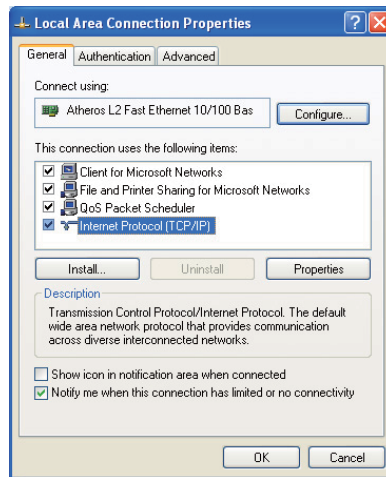 Local Area Connection Properties
General Authentication Advanced
Connect using:
Atheros L2 Fast Ethernet 10/100 Bas Configure...
This connection uses the following items:
Client for Microsoft Networks
File and Printer Sharing for Microsoft Networks
QoS Packet Scheduler
Internet Protocol (TCP/IP)
Install... Uninstall Properties
Description
Transmission Control Protocol/Internet Protocol. The default
wide area network protocol that provides communication
across diverse interconnected networks.
Show icon in notification area when connected
Notify me when this connection has limited or no connectivity
OK Cancel